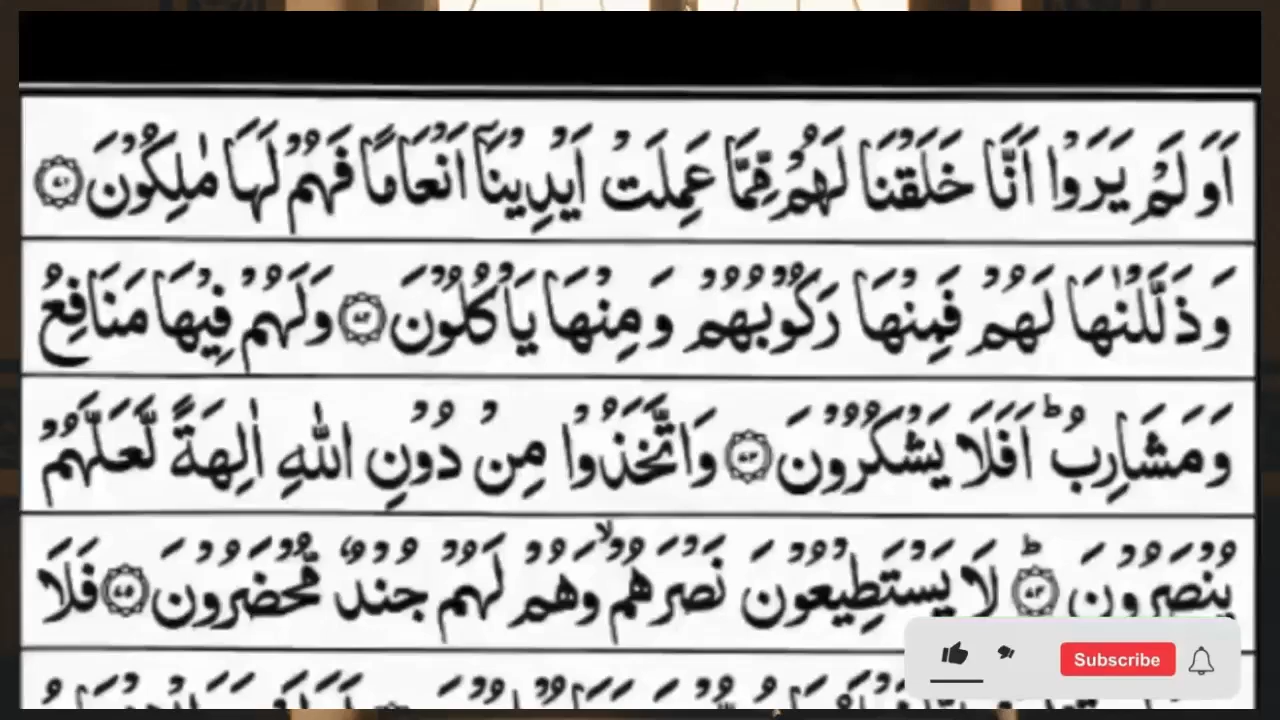 اَوَ لَمْ يَرَوْا اَنَّا خَلَقْنَا لَهُمْ مِّمَّا عَمِلَتْ اَيْدِيْنَاۤ اَنْعَامًا فَهُمْ لَهَا مٰلِكُوْنَ
وَ ذَلَّلْنٰهَا لَهُمْ فَمِنْهَا رَكُوْبُهُمْ وَ مِنْهَا يَاْكُلُوْنَ وَ لَهُمْ فِيْهَا مَنَافِعُ
وَ مَشَارِبُ ؕ اَفَلَا يَشْكُرُوْنَ وَ اتَّخَذُوْا مِنْ دُوْنِ اللّٰهِ اٰلِهَةً لَّعَلَّهُمْ
يُنْصَرُوْنَ ؕ لَا يَسْتَطِيْعُوْنَ نَصْرَهُمْ ۙ وَ هُمْ لَهُمْ جُنْدٌ مُّحْضَرُوْنَ فَلَا
Subscribe